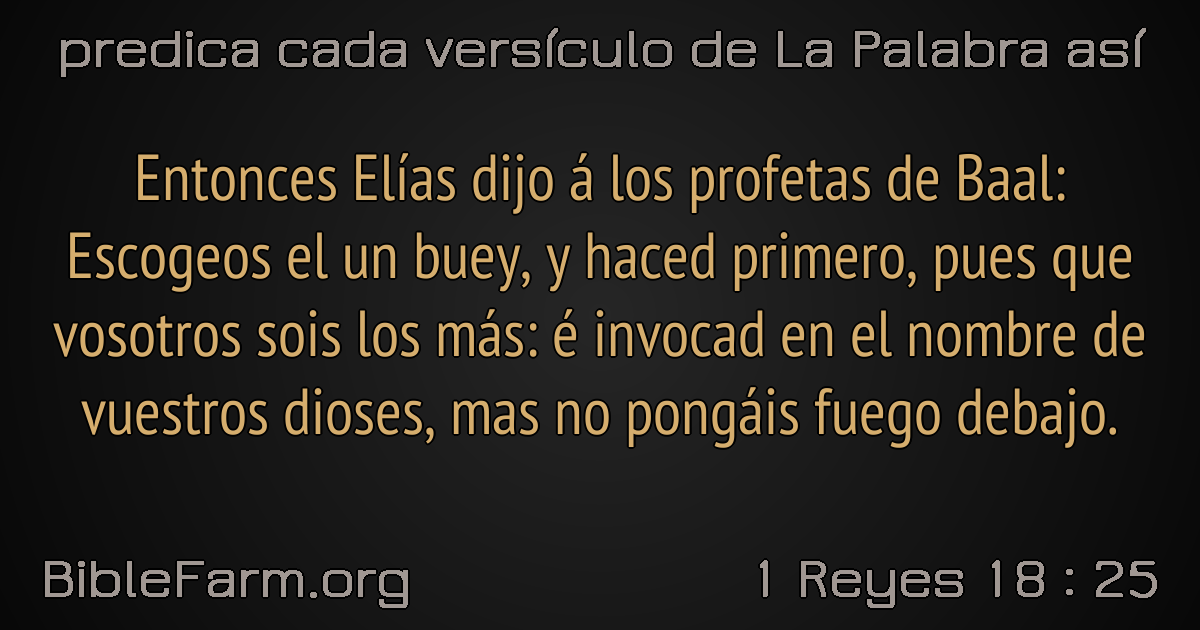 predica cada versículo de La Palabra así
Entonces Elías dijo á los profetas de Baal:
Escogeos el un buey, y haced primero, pues que
vosotros sois los más: é invocad en el nombre de
vuestros dioses, mas no pongáis fuego debajo.
BibleFarm.org
1 Reyes 18 : 25